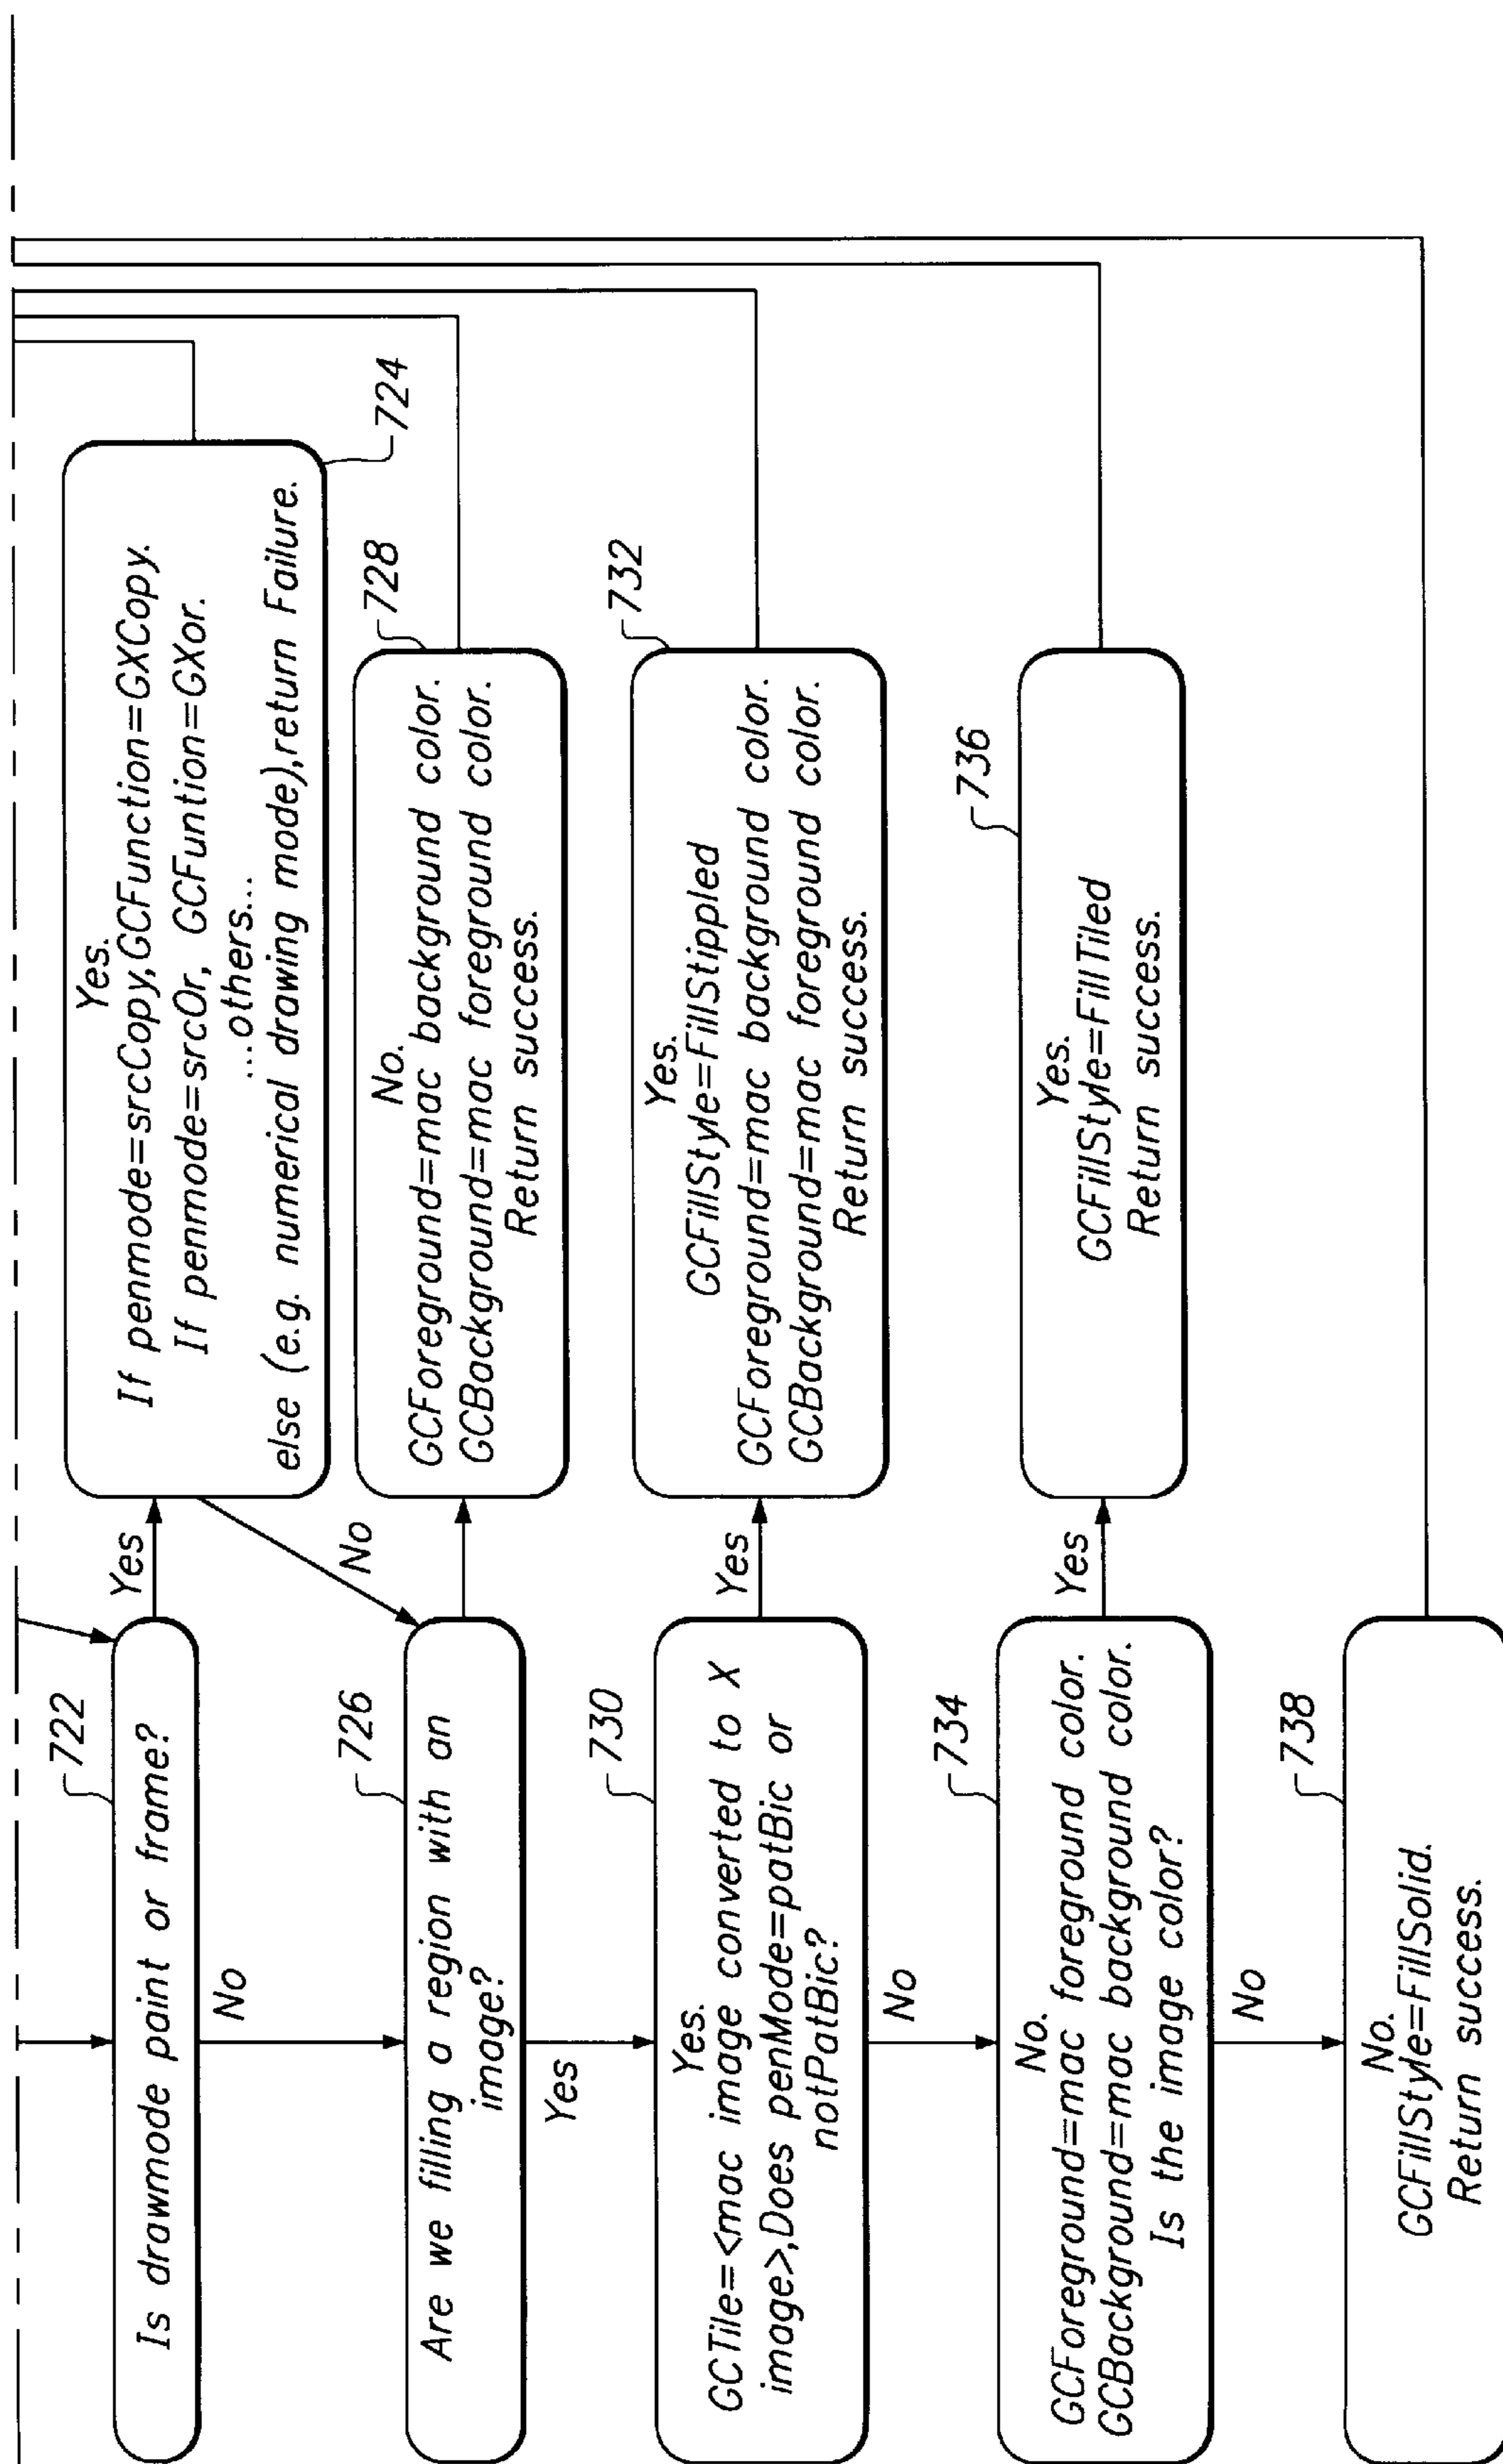 722
Is drawmode paint or frame?
Yes
Yes.
If penmode=srcCopy,GCFunction=GXCopy.
If penmode=srcOr, GCFuntion=GXor.
...others...
else (e.g. numerical drawing mode),return Failure.
724
No
No
726
Are we filling a region with an
image?
No.
GCForeground=mac background color.
GCBackground=mac foreground color.
Return success.
728
Yes
730
Yes.
GCTile=<mac image converted to X
image>,Does penMode=patBic or
notPatBic?
Yes
Yes.
GCFillStyle=FillStippled
GCForeground=mac background color.
GCBackground=mac foreground color.
Return success.
732
No
734
No.
GCForeground=mac foreground color.
GCBackground=mac background color.
Is the image color?
Yes
Yes.
GCFillStyle=FillTiled
Return success.
736
No
738
No.
GCFillStyle=FillSolid.
Return success.